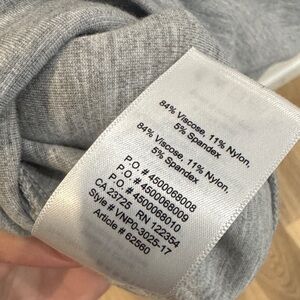 84% Viscose, 11% Nylon,
5% Spandex
84% Viscose, 11% Nylon,
5% Spandex
P.O. # 4500068008
P.O. # 4500068009
P.O. # 4500068010
CA 23725 RN 122354
Style # VNP0-3025-17
Article # 62560